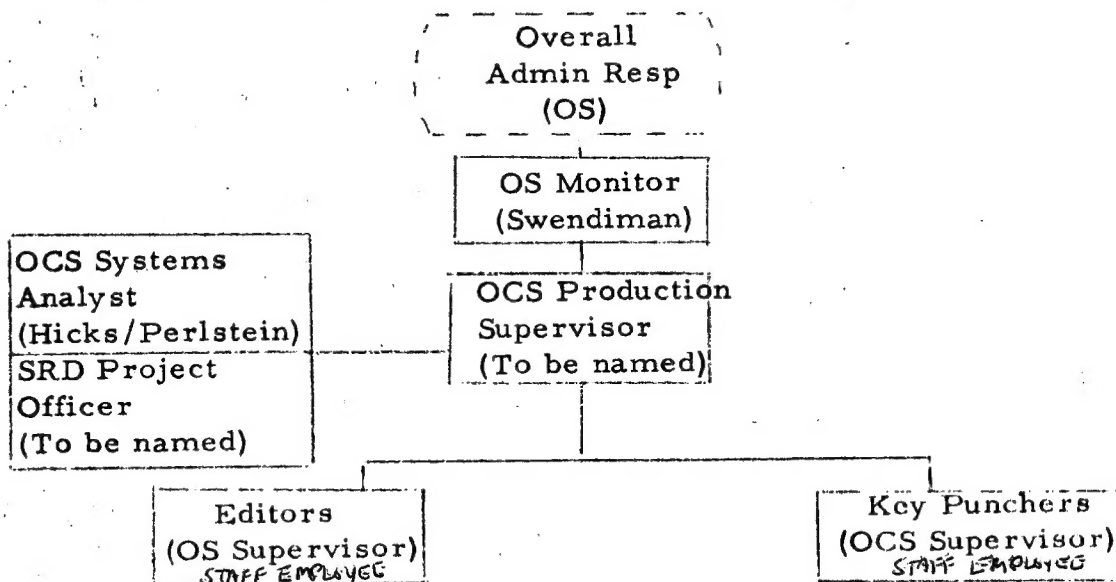 Overall
Admin Resp
(OS)
OS Monitor
(Swendiman)
OCS Systems
Analyst
(Hicks/Perlstein)
SRD Project
Officer
(To be named)
OCS Production
Supervisor
(To be named)
Editors
(OS Supervisor)
STAFF EMPLOYEE
Key Punchers
(OCS Supervisor)
STAFF EMPLOYEE